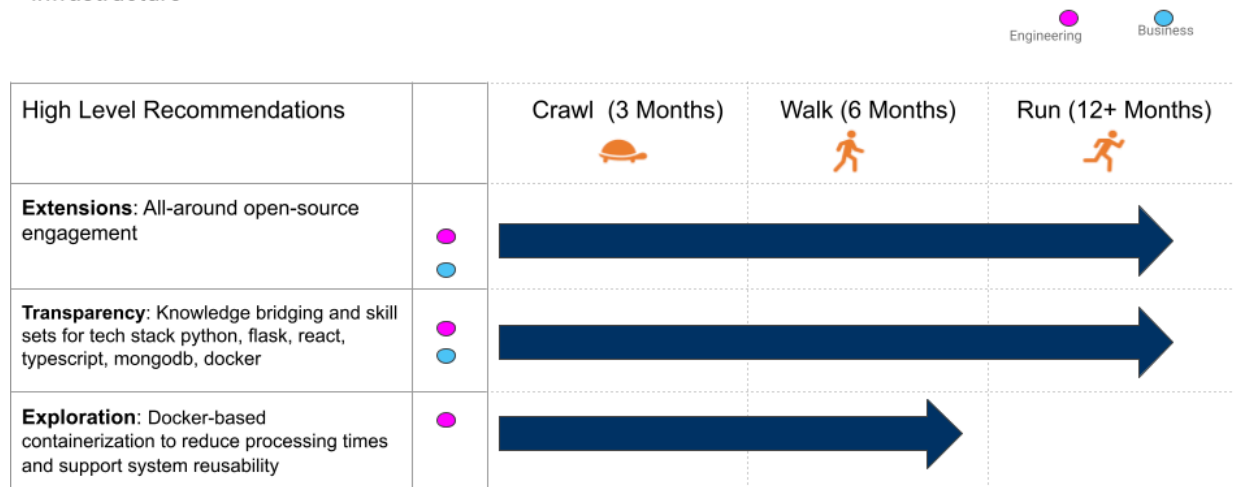 Engineering
Business
High Level Recommendations
Crawl (3 Months)
Walk (6 Months)
Run (12+ Months)
Extensions: All-around open-source
engagement
Transparency: Knowledge bridging and skill
sets for tech stack python, flask, react,
typescript, mongodb, docker
Exploration: Docker-based
containerization to reduce processing times
and support system reusability